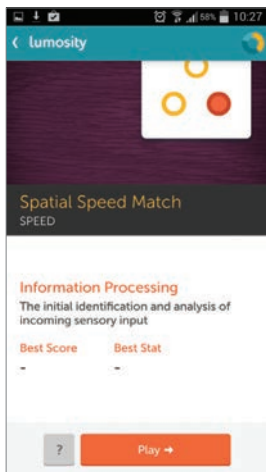 58% 10:27
< lumosity
Spatial Speed Match
SPEED
Information Processing
The initial identification and analysis of
incoming sensory input
Best Score Best Stat
- -
? Play →